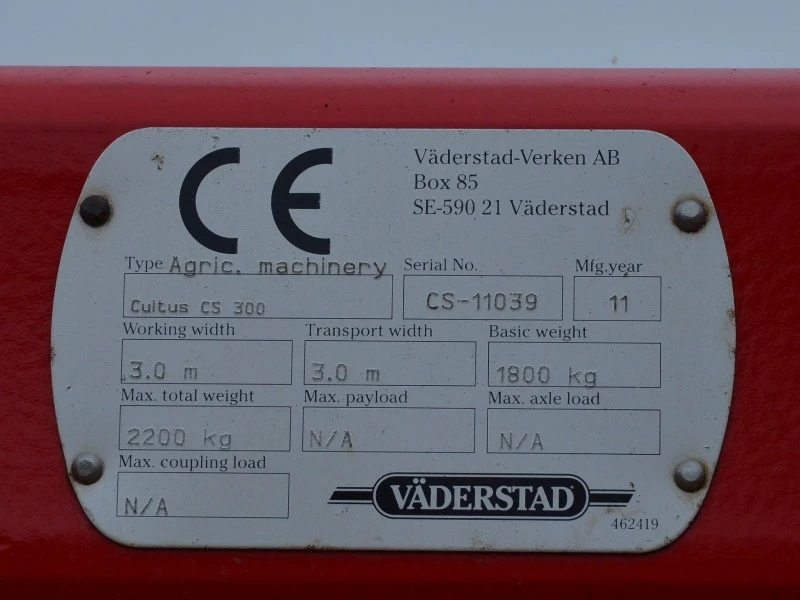 CE
Väderstad-Verken AB
Box 85
SE-590 21 Väderstad
Type Agric. machinery
Cultus CS 300
Serial No.
CS-11039
Mfg.year
11
Working width
3.0 m
Transport width
3.0 m
Basic weight
1800 kg
Max. total weight
2200 kg
Max. payload
N/A
Max. axle load
N/A
Max. coupling load
N/A
VÄDERSTAD
462419